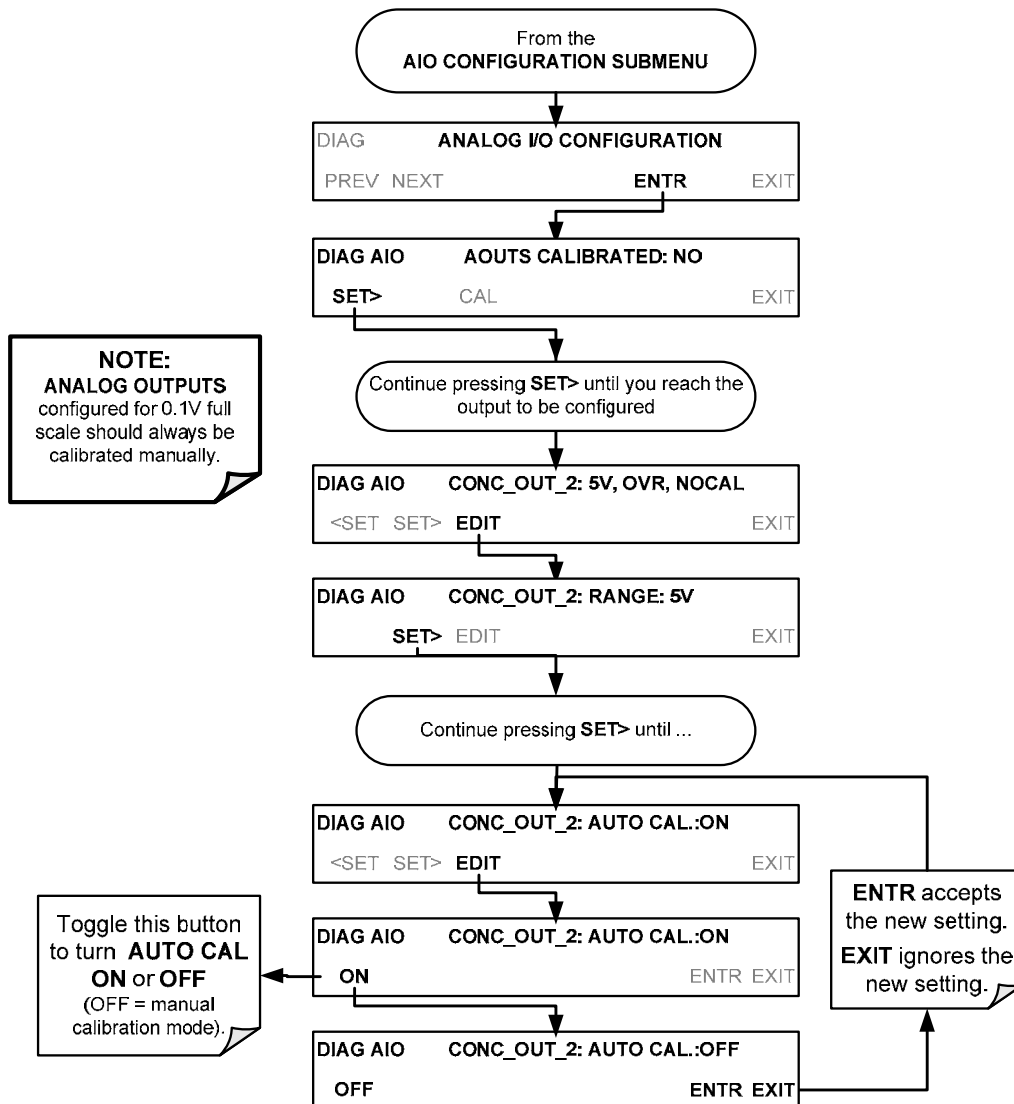 From the
AIO CONFIGURATION SUBMENU
DIAG ANALOG I/O CONFIGURATION
PREV NEXT ENTR EXIT
DIAG AIO AOUTS CALIBRATED: NO
SET> CAL EXIT
NOTE:
ANALOG OUTPUTS
configured for 0.1V full
scale should always be
calibrated manually.
Continue pressing SET> until you reach the
output to be configured
DIAG AIO CONC_OUT_2: 5V, OVR, NOCAL
<SET SET> EDIT EXIT
DIAG AIO CONC_OUT_2: RANGE: 5V
SET> EDIT EXIT
Continue pressing SET> until ...
DIAG AIO CONC_OUT_2: AUTO CAL.:ON
<SET SET> EDIT EXIT
Toggle this button
to turn AUTO CAL
ON or OFF
(OFF = manual
calibration mode).
DIAG AIO CONC_OUT_2: AUTO CAL.:ON
ON ENTR EXIT
ENTR accepts
the new setting.
EXIT ignores the
new setting.
DIAG AIO CONC_OUT_2: AUTO CAL.:OFF
OFF ENTR EXIT